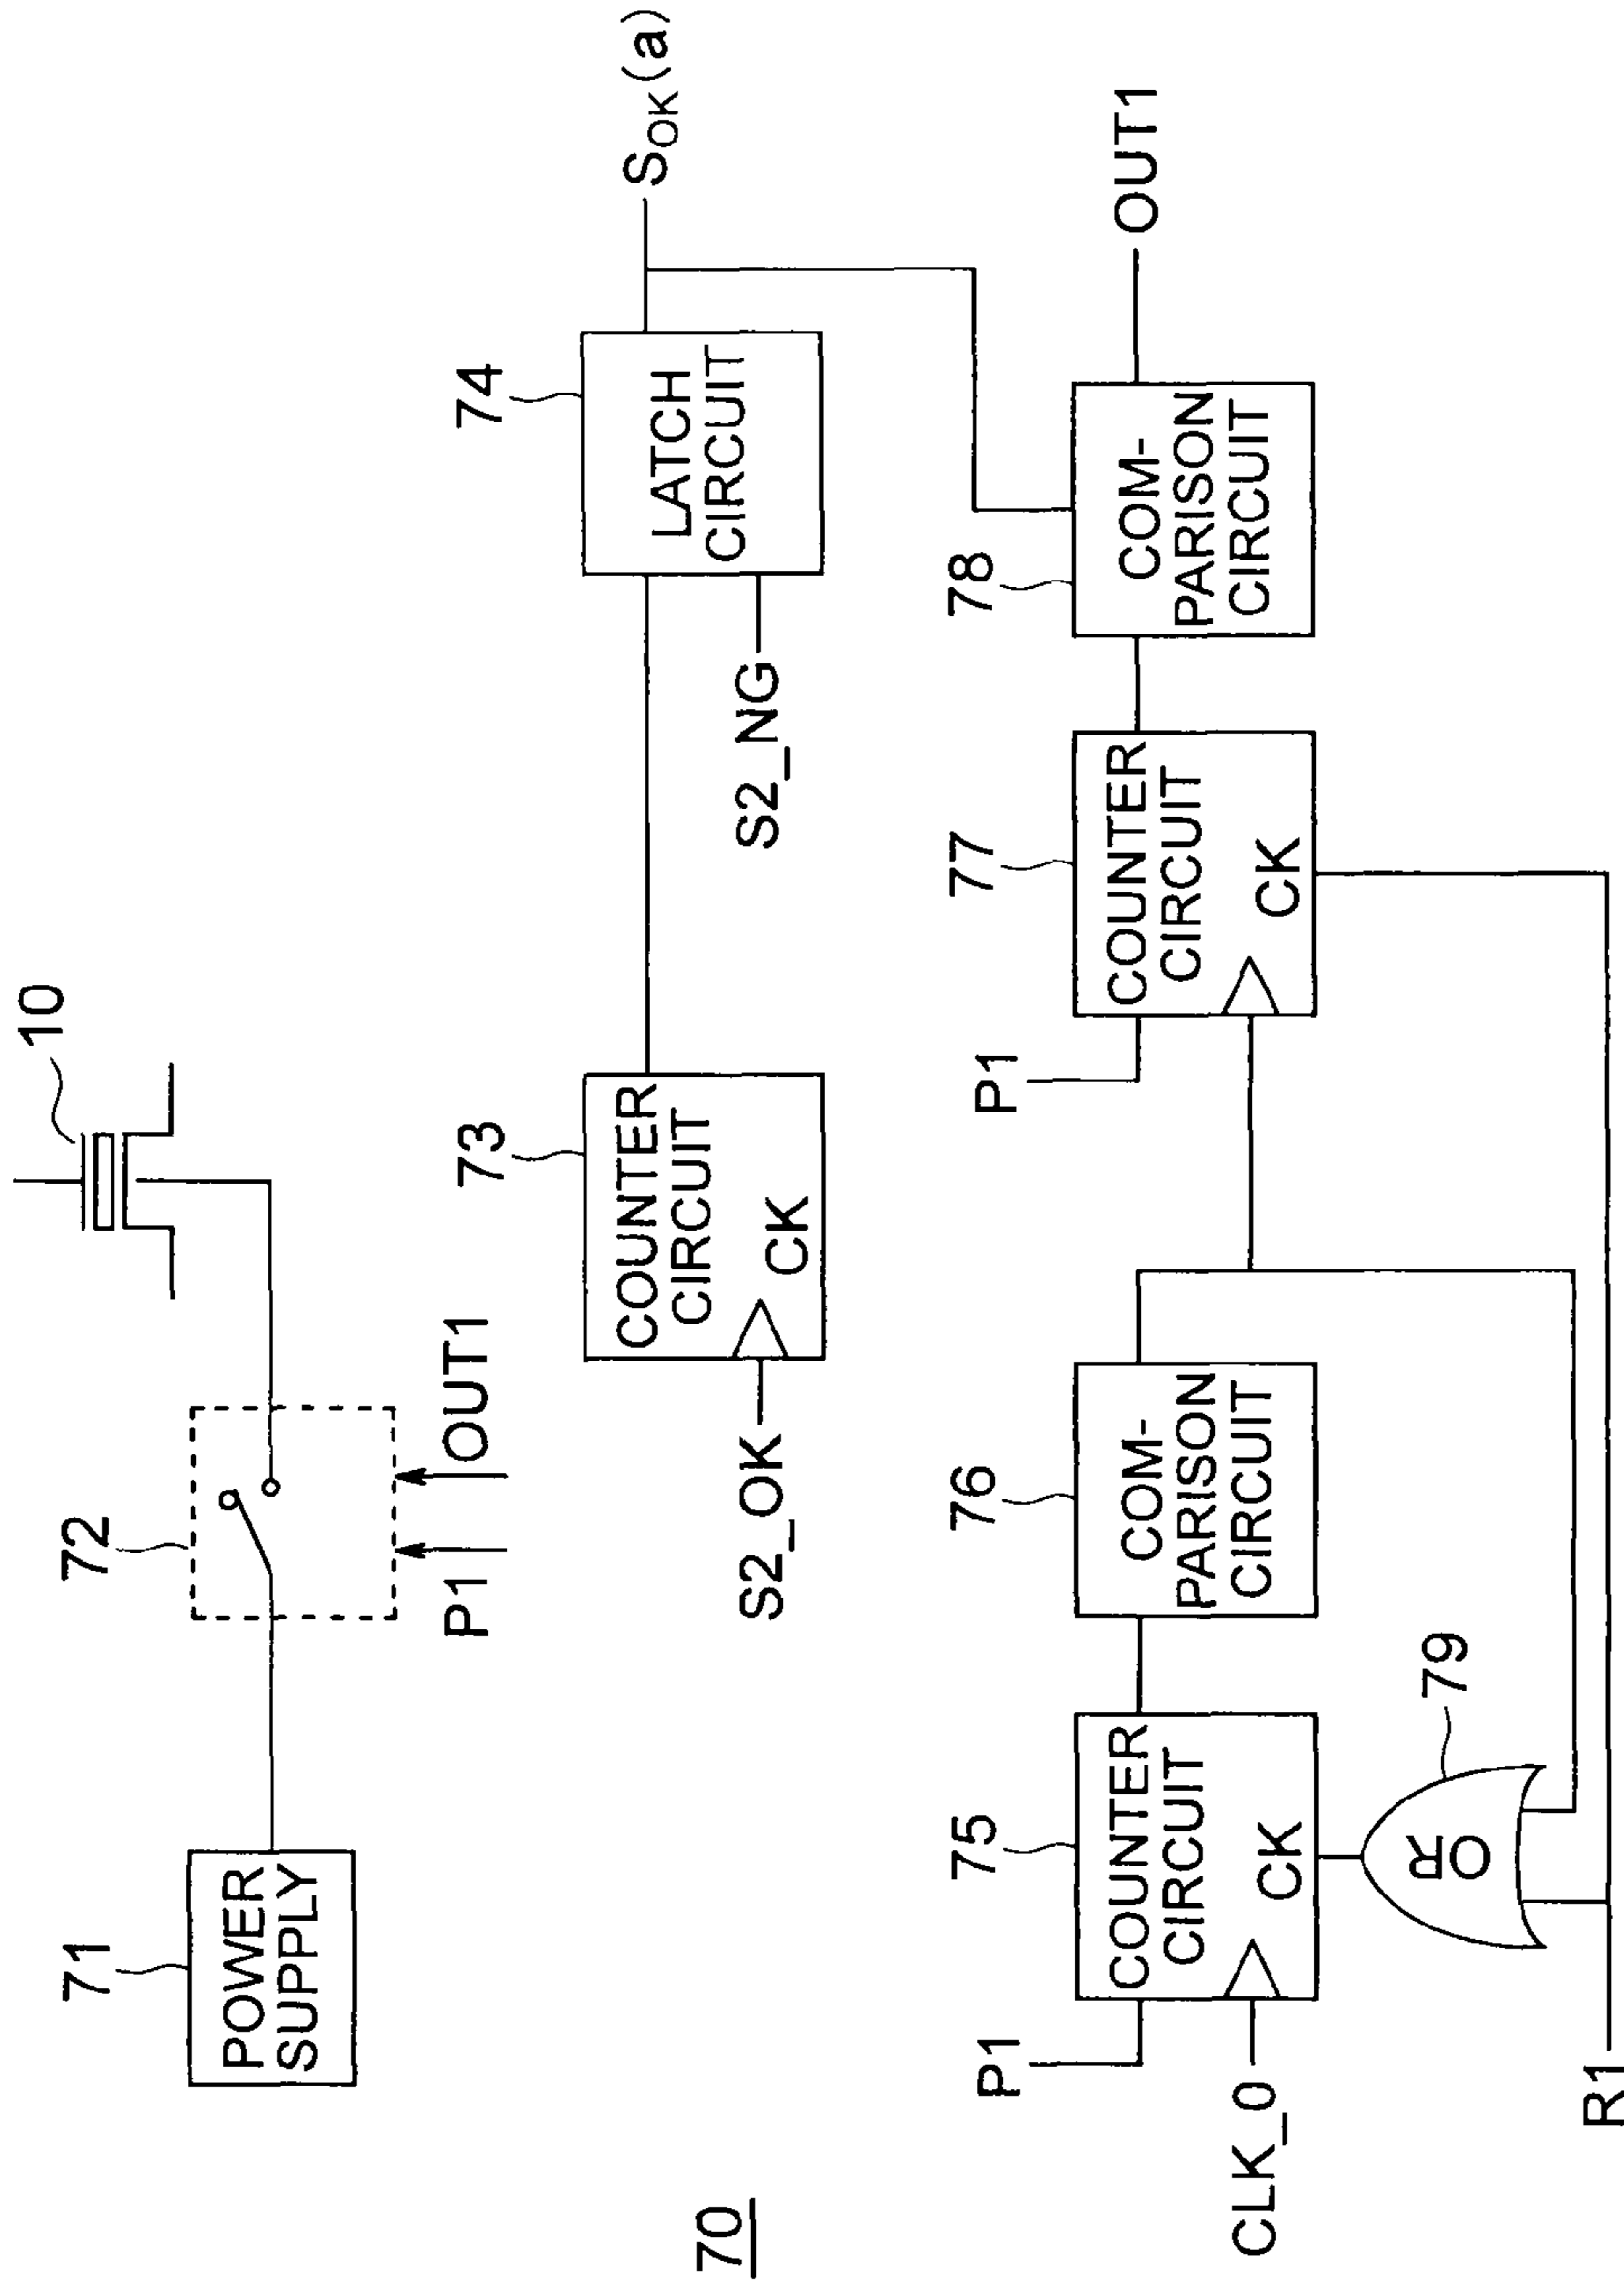 10
71
POWER
SUPPLY
72
P1
OUT1
73
COUNTER
CIRCUIT
CK
S2_OK
74
LATCH
CIRCUIT
S2_NG
SOK(a)
70
75
P1
COUNTER
CIRCUIT
CK
CLK_0
76
COM-
PARISON
CIRCUIT
77
P1
COUNTER
CIRCUIT
CK
78
COM-
PARISON
CIRCUIT
OUT1
79
OR
R1